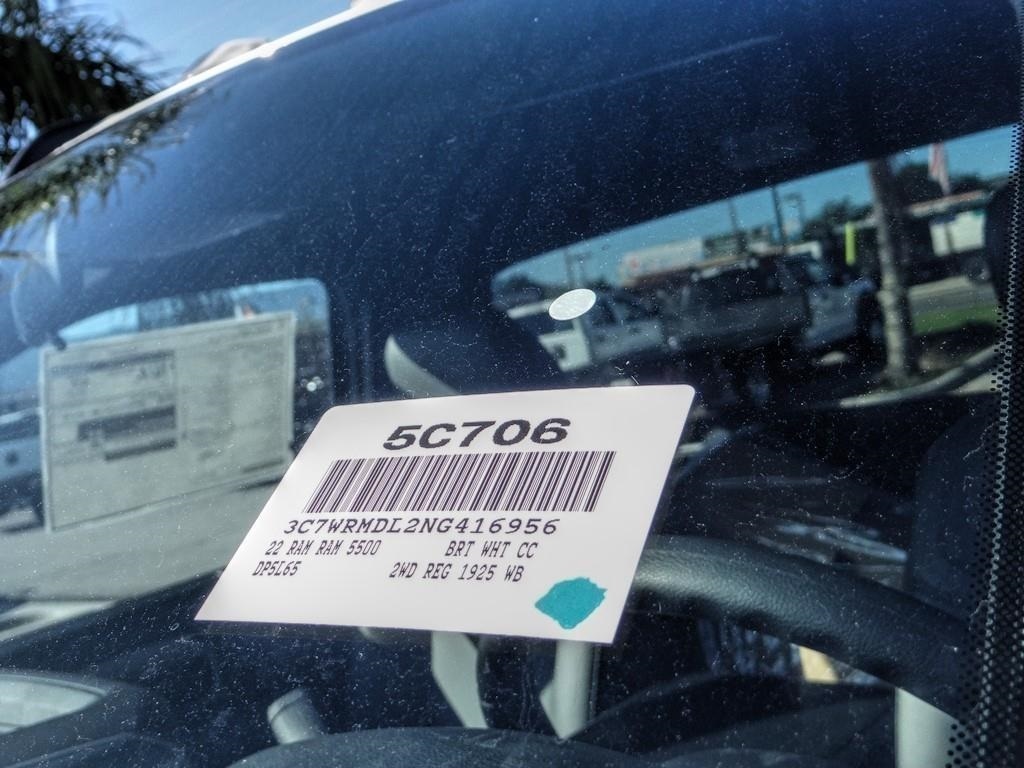 5C706
3C7WRMDL2NG416956
22 RAM RAM 5500 BRT WHT CC
DP5L65 2WD REG 1925 WB